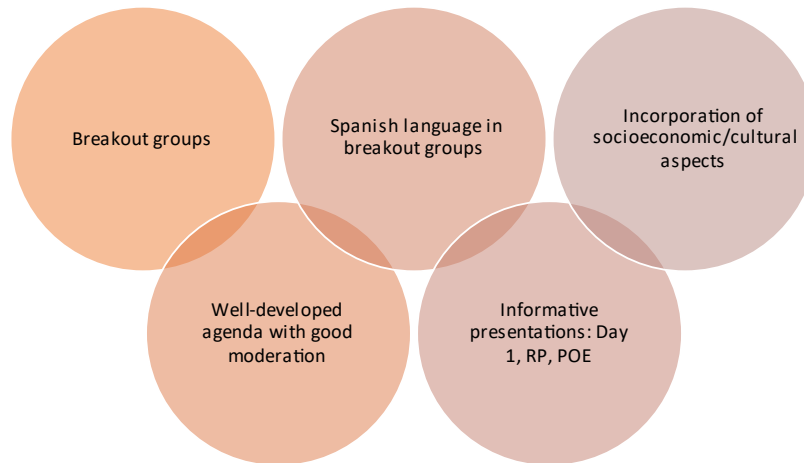 Breakout groups
Spanish language in
breakout groups
Incorporation of
socioeconomic/cultural
aspects
Well-developed
agenda with good
moderation
Informative
presentations: Day
1, RP, POE